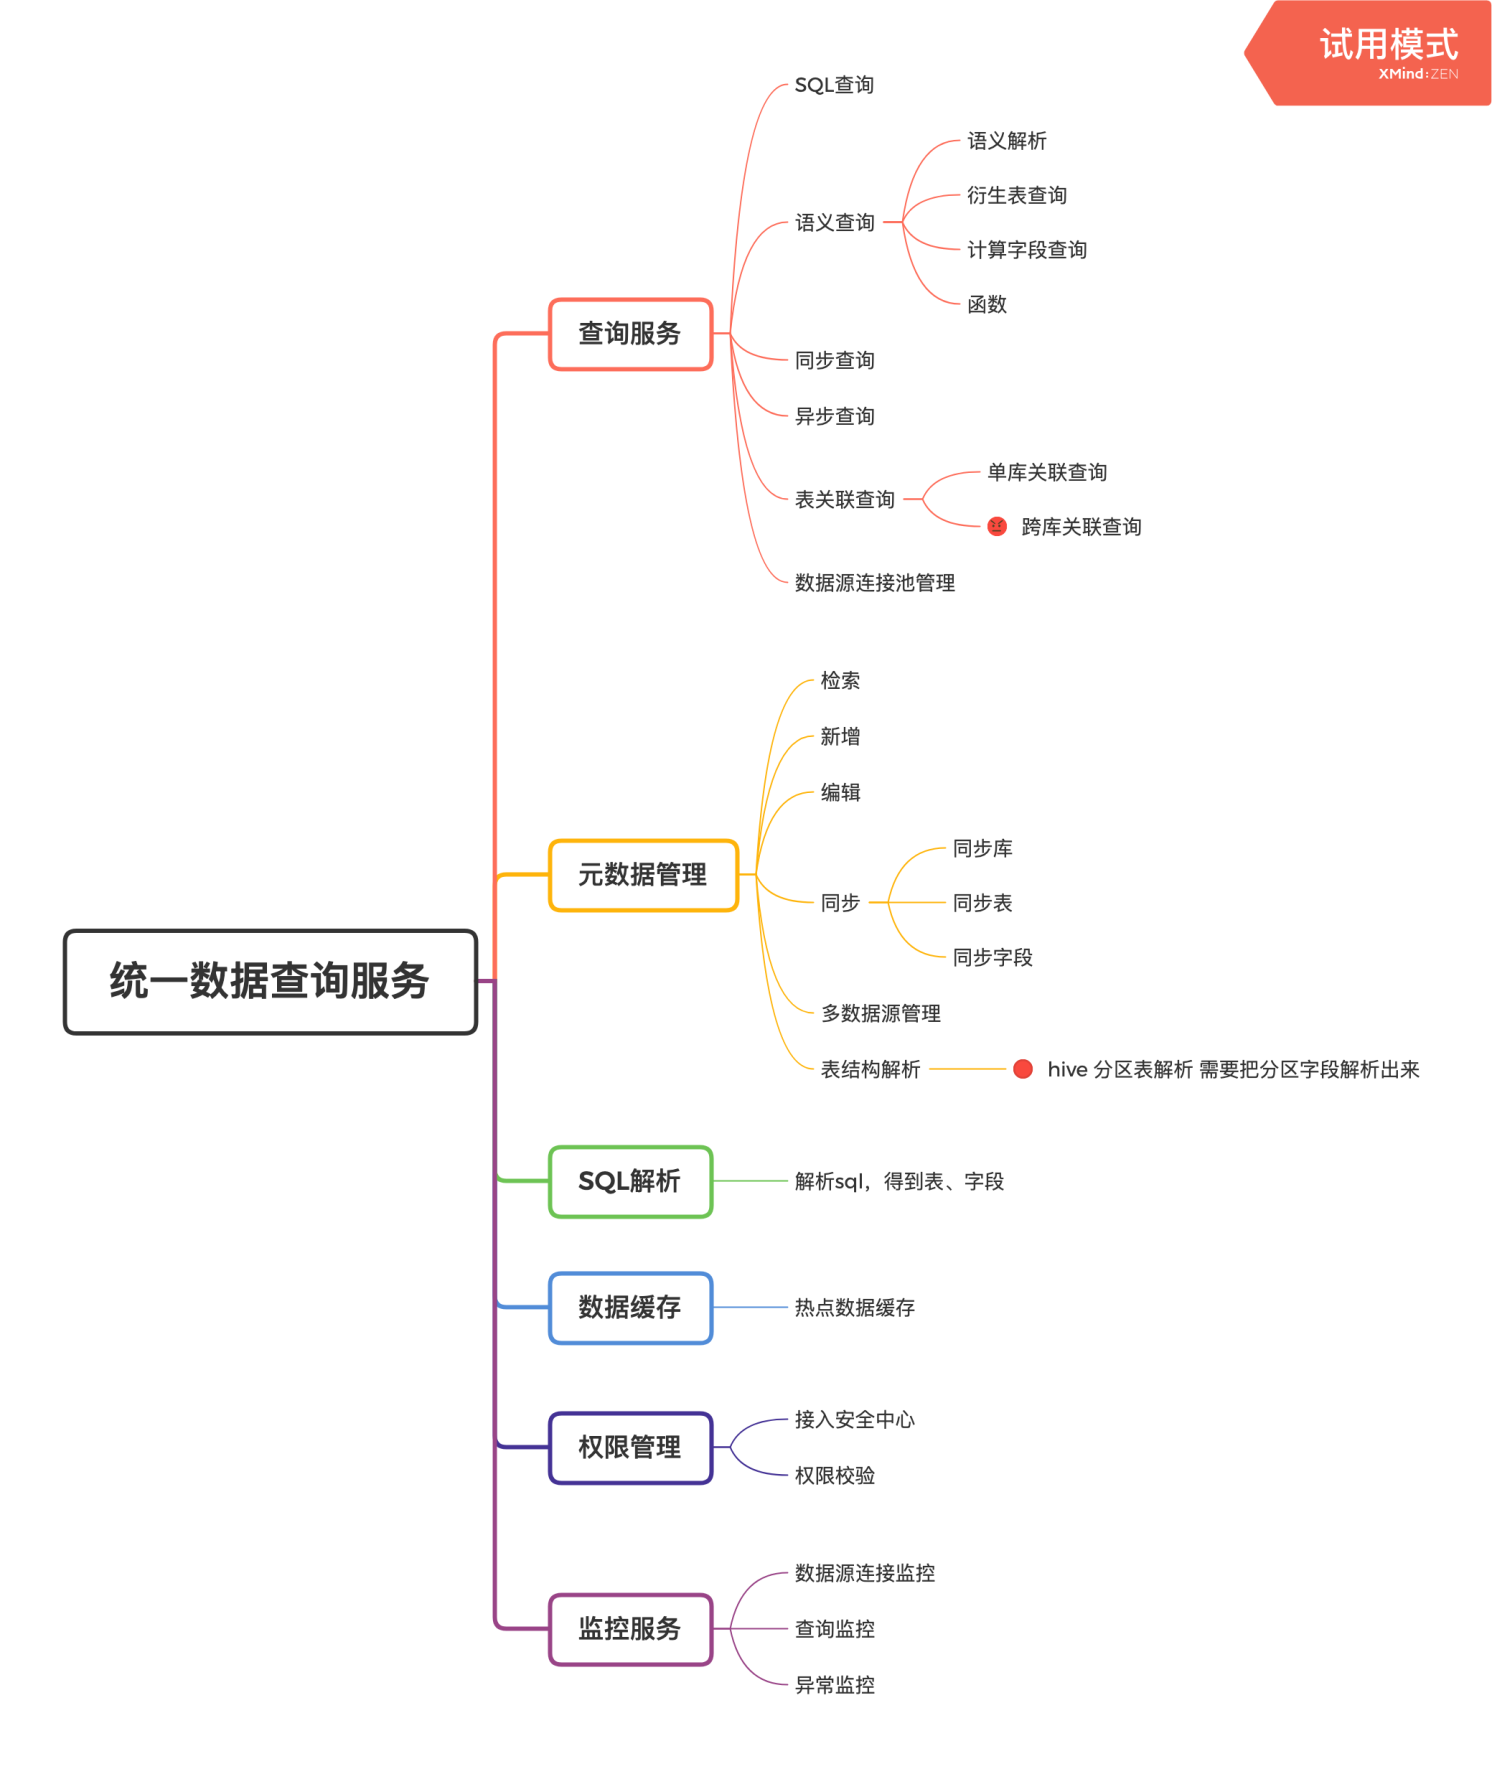 试用模式
XMind:ZEN
SQL查询
语义解析
衍生表查询
语义查询
计算字段查询
函数
查询服务
同步查询
异步查询
单库关联查询
表关联查询
跨库关联查询
数据源连接池管理
检索
新增
编辑
同步库
元数据管理
同步
同步表
同步字段
统一数据查询服务
多数据源管理
表结构解析
hive 分区表解析 需要把分区字段解析出来
SQL解析
解析sql，得到表、字段
数据缓存
热点数据缓存
接入安全中心
权限管理
权限校验
数据源连接监控
监控服务
查询监控
异常监控